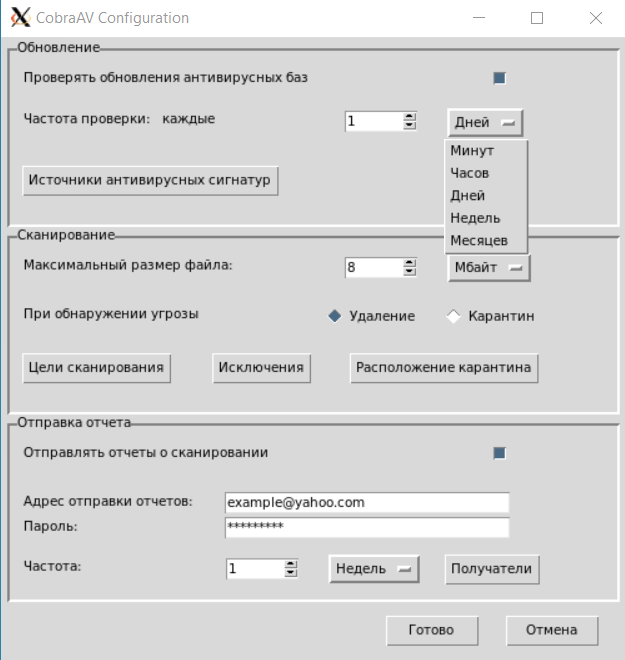 CobraAV Configuration
Обновление
Проверять обновления антивирусных баз
Частота проверки: каждые 1 Дней
Минут
Часов
Источники антивирусных сигнатур
Дней
Недель
Месяцев
Сканирование
Максимальный размер файла: 8 Мбайт
При обнаружении угрозы Удаление Карантин
Цели сканирования Исключения Расположение карантина
Отправка отчета
Отправлять отчеты о сканировании
Адрес отправки отчетов: example@yahoo.com
Пароль: *********
Частота: 1 Недель Получатели
Готово Отмена